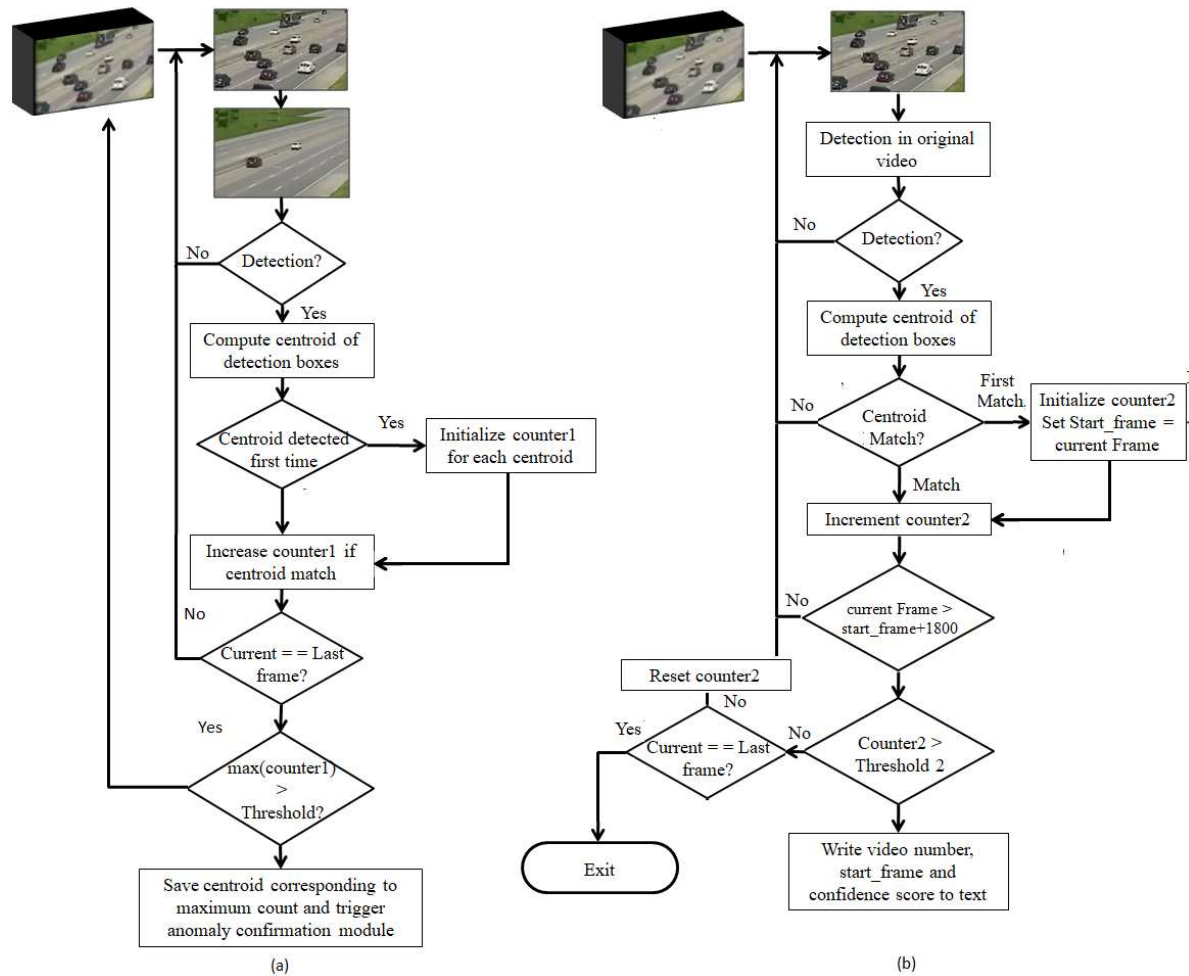 No
Detection?
Yes
Compute centroid of
detection boxes
Centroid detected
first time
Yes
Initialize counter1
for each centroid
Increase counter1 if
centroid match
No
Current = = Last
frame?
Yes
max(counter1)
>
Threshold?
Save centroid corresponding to
maximum count and trigger
anomaly confirmation module
(a)
Detection in original
video
No
Detection?
Yes
Compute centroid of
detection boxes
No
Centroid
Match?
First
Match
Initialize counter2
Set Start_frame =
current Frame
Match
Increment counter2
No
current Frame >
start_frame+1800
Reset counter2
No
Yes
Current = = Last
frame?
No
Counter2 >
Threshold 2
Exit
Write video number,
start_frame and
confidence score to text
(b)